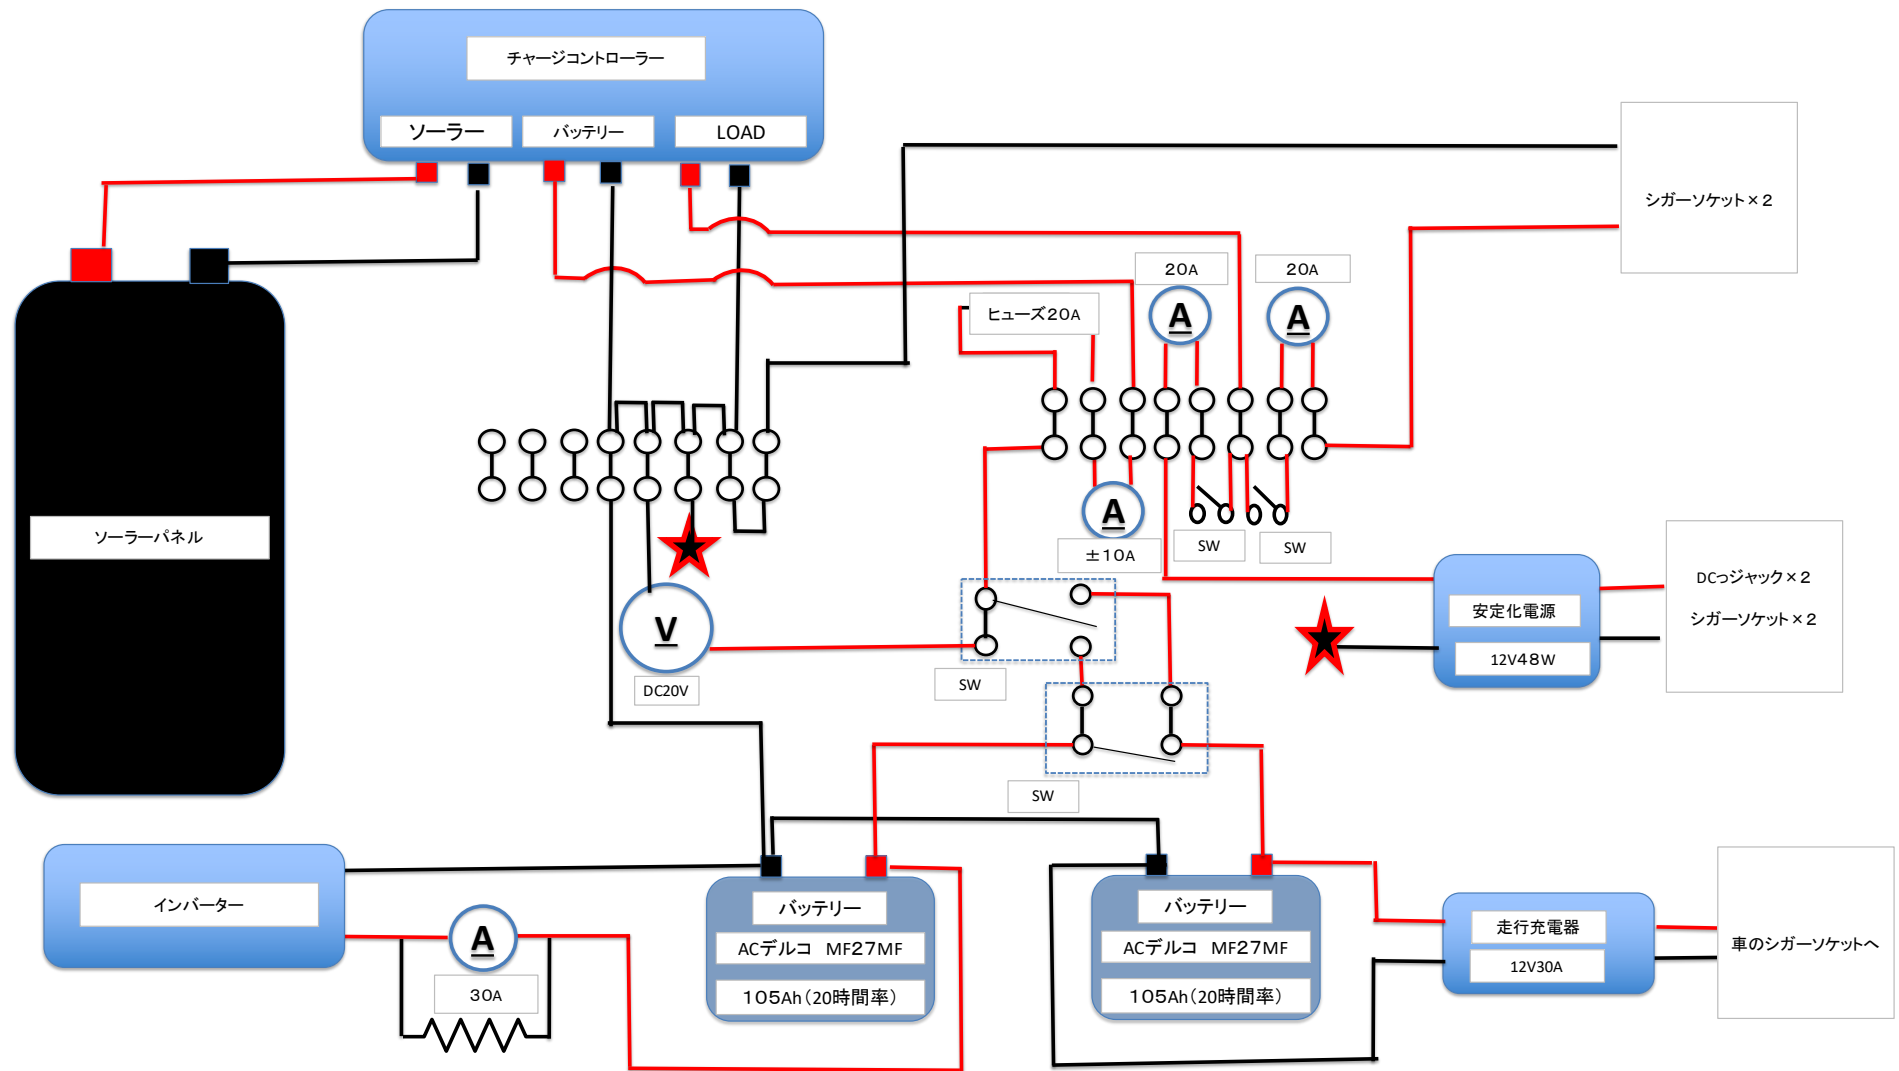 チャージコントローラー
ソーラー
バッテリー
LOAD
シガーソケット×2
20A
20A
A
A
ヒューズ20A
A
±10A
SW
SW
ソーラーパネル
V
DC20V
SW
DCっジャック×2
シガーソケット×2
安定化電源
12V48W
SW
インバーター
A
30A
バッテリー
ACデルコ　MF27MF
105Ah（20時間率）
バッテリー
ACデルコ　MF27MF
105Ah（20時間率）
走行充電器
12V30A
車のシガーソケットへ